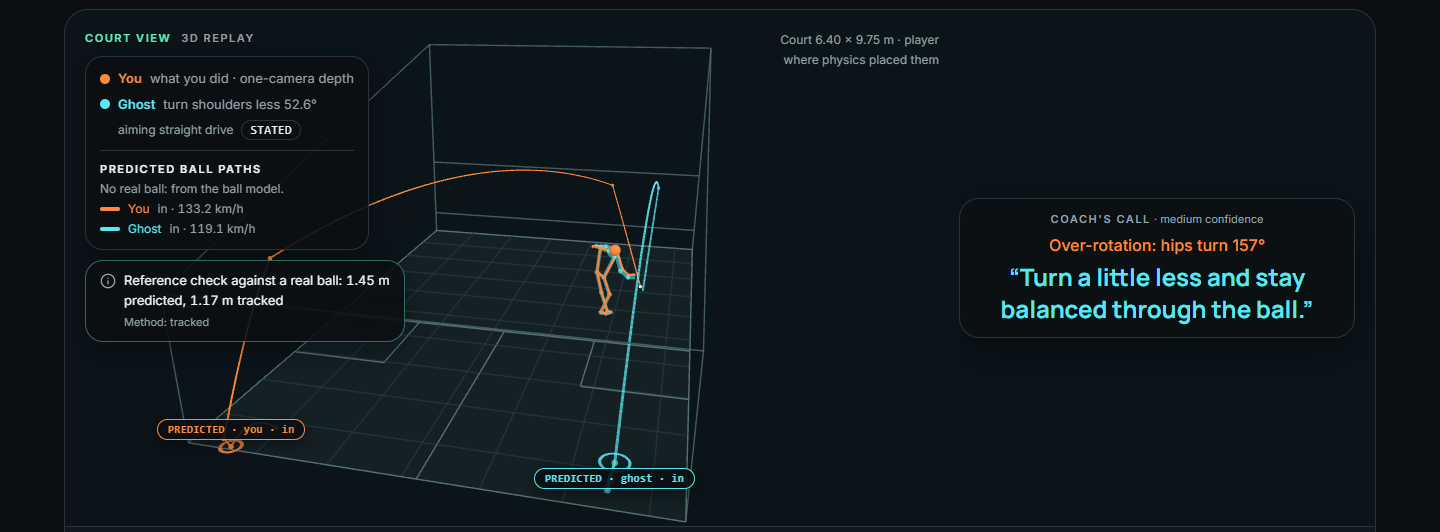 COURT VIEW 3D REPLAY
Court 6.40 × 9.75 m · player
where physics placed them
You what you did · one-camera depth
Ghost turn shoulders less 52.6°
aiming straight drive STATED
PREDICTED BALL PATHS
No real ball: from the ball model.
You in · 133.2 km/h
Ghost in · 119.1 km/h
Reference check against a real ball: 1.45 m
predicted, 1.17 m tracked
Method: tracked
COACH'S CALL · medium confidence
Over-rotation: hips turn 157°
“Turn a little less and stay
balanced through the ball.”
PREDICTED · you · in
PREDICTED · ghost · in